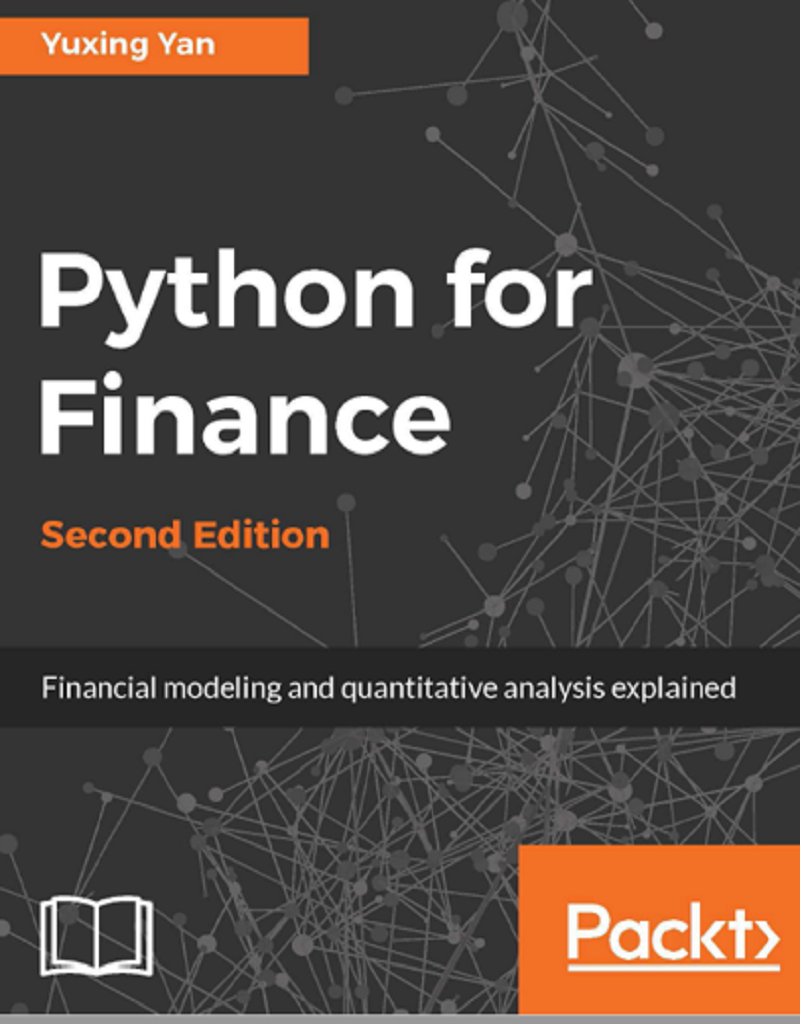 Yuxing Yan
Python for
Finance
Second Edition
Financial modeling and quantitative analysis explained
Packt>